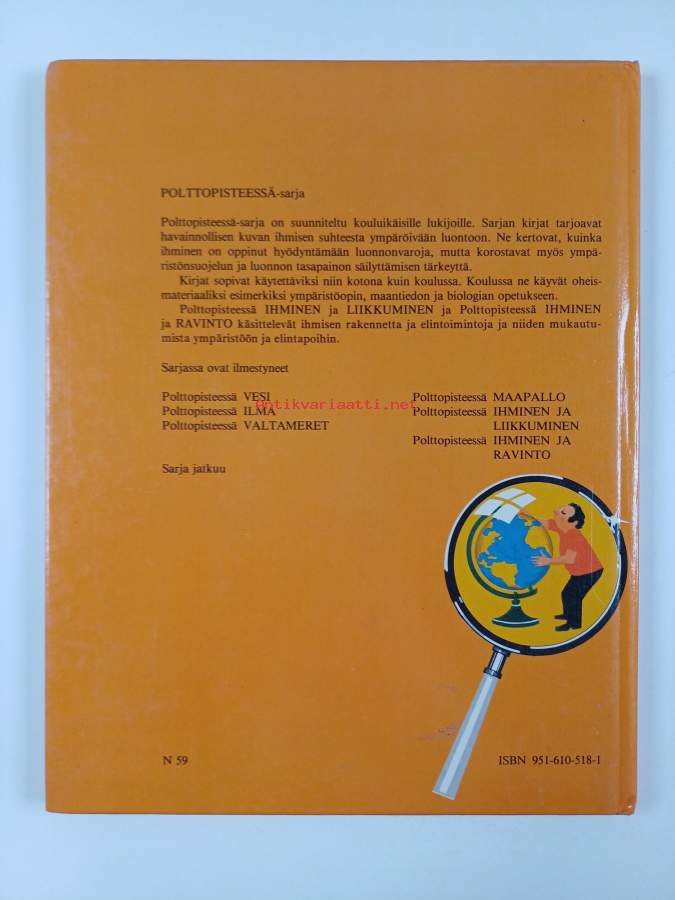 POLTTOPISTEESSÄ-sarja
Polttopisteessä-sarja on suunniteltu kouluikäisille lukijoille. Sarjan kirjat tarjoavat
havainnollisen kuvan ihmisen suhteesta ympäröivään luontoon. Ne kertovat, kuinka
ihminen on oppinut hyödyntämään luonnonvaroja, mutta korostavat myös ympä-
ristönsuojelun ja luonnon tasapainon säilyttämisen tärkeyttä.
Kirjat sopivat käytettäviksi niin kotona kuin koulussa. Koulussa ne käyvät oheis-
materiaaliksi esimerkiksi ympäristöopin, maantiedon ja biologian opetukseen.
Polttopisteessä IHMINEN ja LIIKKUMINEN ja Polttopisteessä IHMINEN
ja RAVINTO käsittelevät ihmisen rakennetta ja elintoimintoja ja niiden mukautu-
mista ympäristöön ja elintapoihin.
Sarjassa ovat ilmestyneet
Polttopisteessä VESI
Polttopisteessä ILMA
Polttopisteessä VALTAMERET
Polttopisteessä MAAPALLO
Polttopisteessä IHMINEN JA
LIIKKUMINEN
Polttopisteessä IHMINEN JA
RAVINTO
Antikvariaatti.net
Sarja jatkuu
N 59
ISBN 951-610-518-1